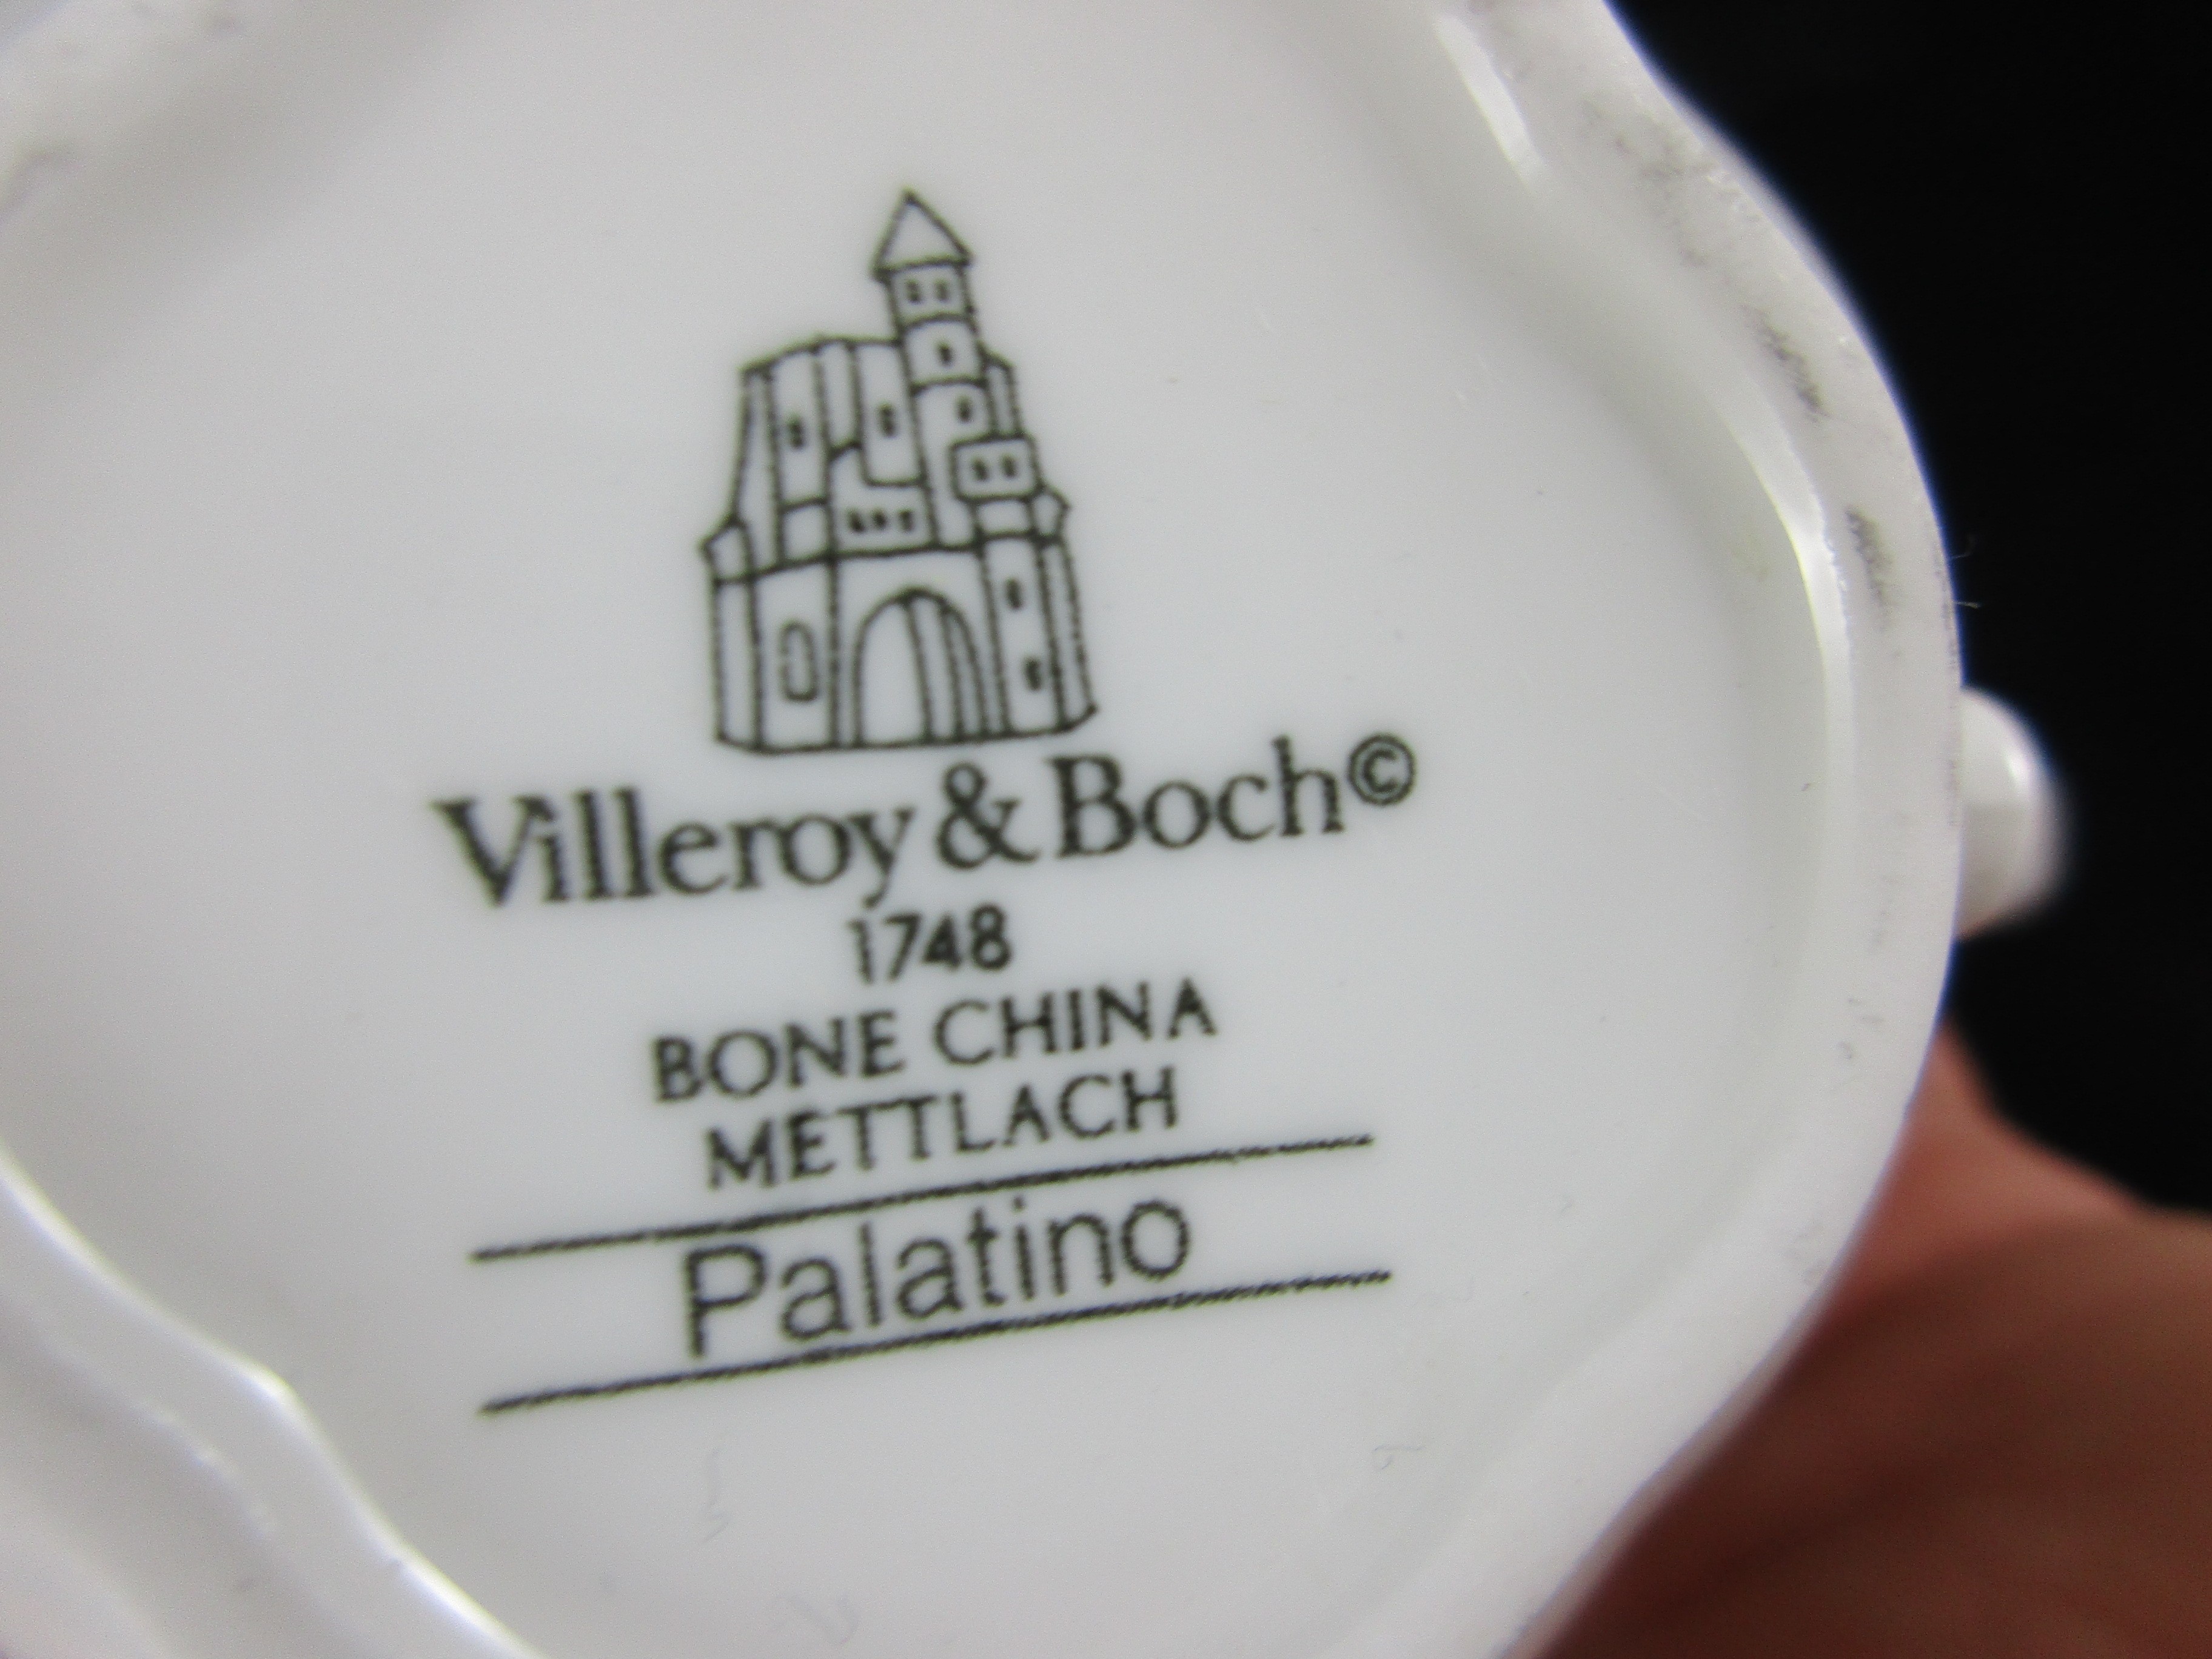 Villeroy & Boch©
1748
BONE CHINA
METTLACH
Palatino